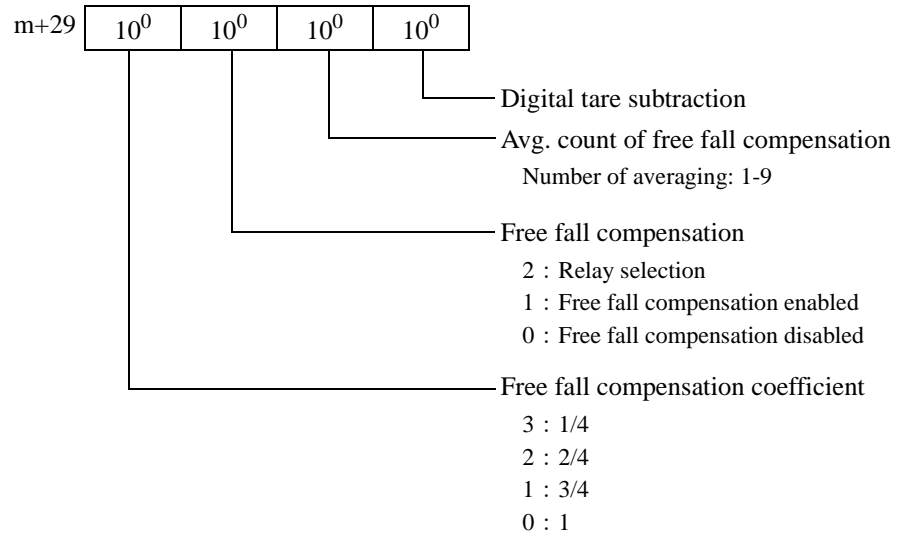 m+29 10⁰ 10⁰ 10⁰ 10⁰
Digital tare subtraction
Avg. count of free fall compensation
Number of averaging: 1-9
Free fall compensation
2 : Relay selection
1 : Free fall compensation enabled
0 : Free fall compensation disabled
Free fall compensation coefficient
3 : 1/4
2 : 2/4
1 : 3/4
0 : 1